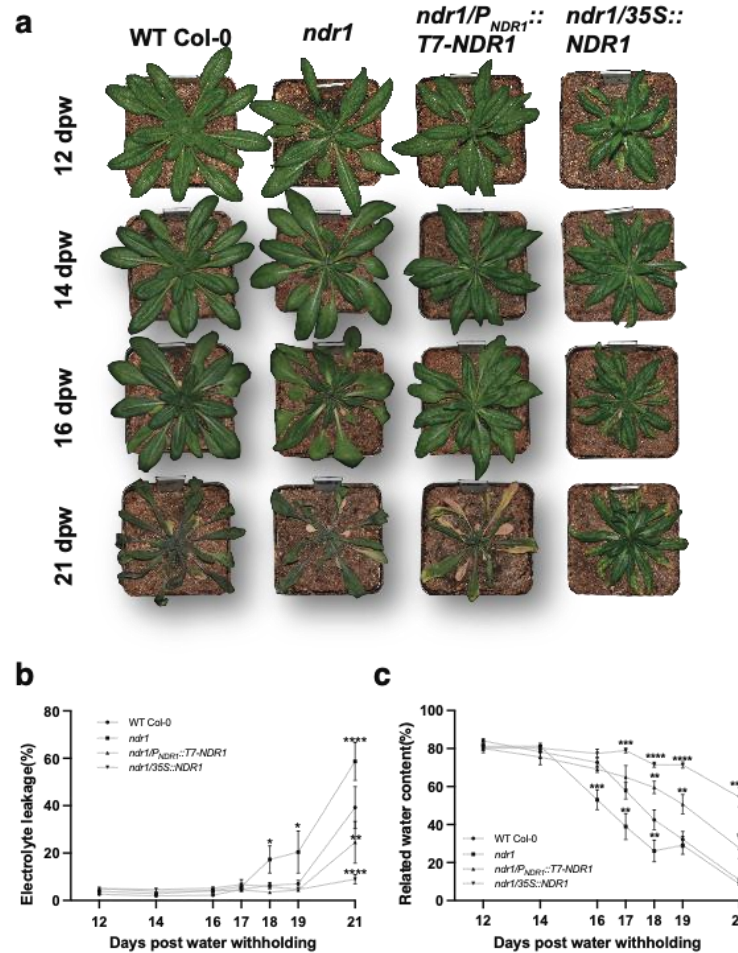 a
WT Col-0
ndr1
ndr1/PNDR1::
T7-NDR1
ndr1/35S::
NDR1
12 dpw
14 dpw
16 dpw
21 dpw
b
Electrolyte leakage(%)
80
60
40
20
0
WT Col-0
ndr1
ndr1/PNDR1::T7-NDR1
ndr1/35S::NDR1
*
*
****
**
****
12 14 16 17 18 19 21
Days post water withholding
c
Related water content(%)
100
80
60
40
20
0
***
****
****
**
**
**
***
**
**
WT Col-0
ndr1
ndr1/PNDR1::T7-NDR1
ndr1/35S::NDR1
12 14 16 17 18 19 2
Days post water withholding